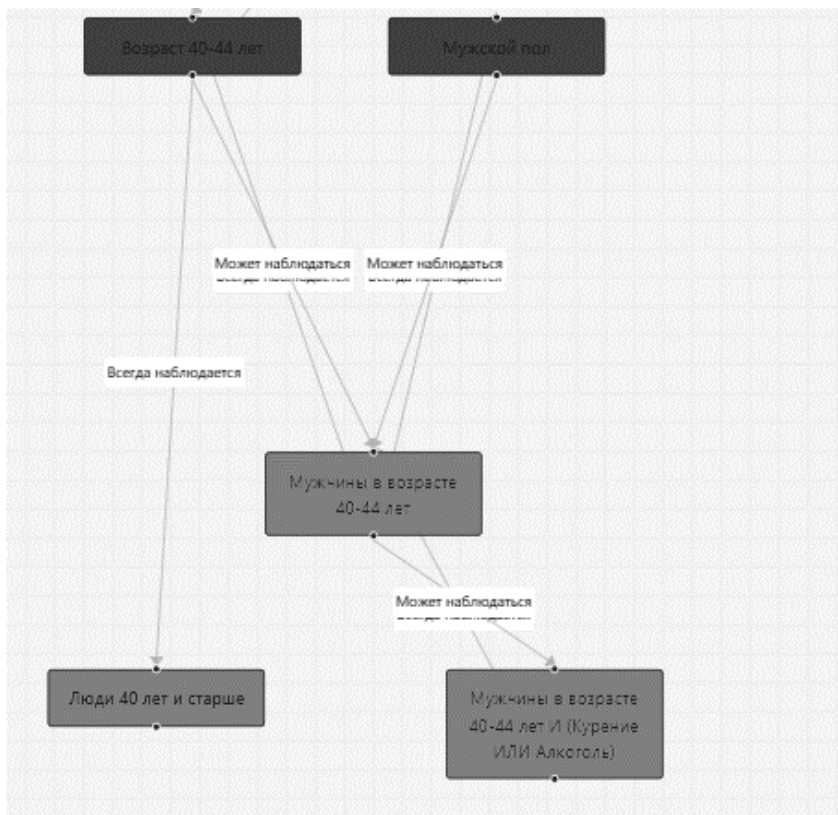 Возраст 40-44 лет
Мужской пол
Может наблюдаться
Может наблюдаться
Всегда наблюдается
Мужчины в возрасте
40-44 лет
Может наблюдаться
Люди 40 лет и старше
Мужчины в возрасте
40-44 лет И (Курение
ИЛИ Алкоголь)